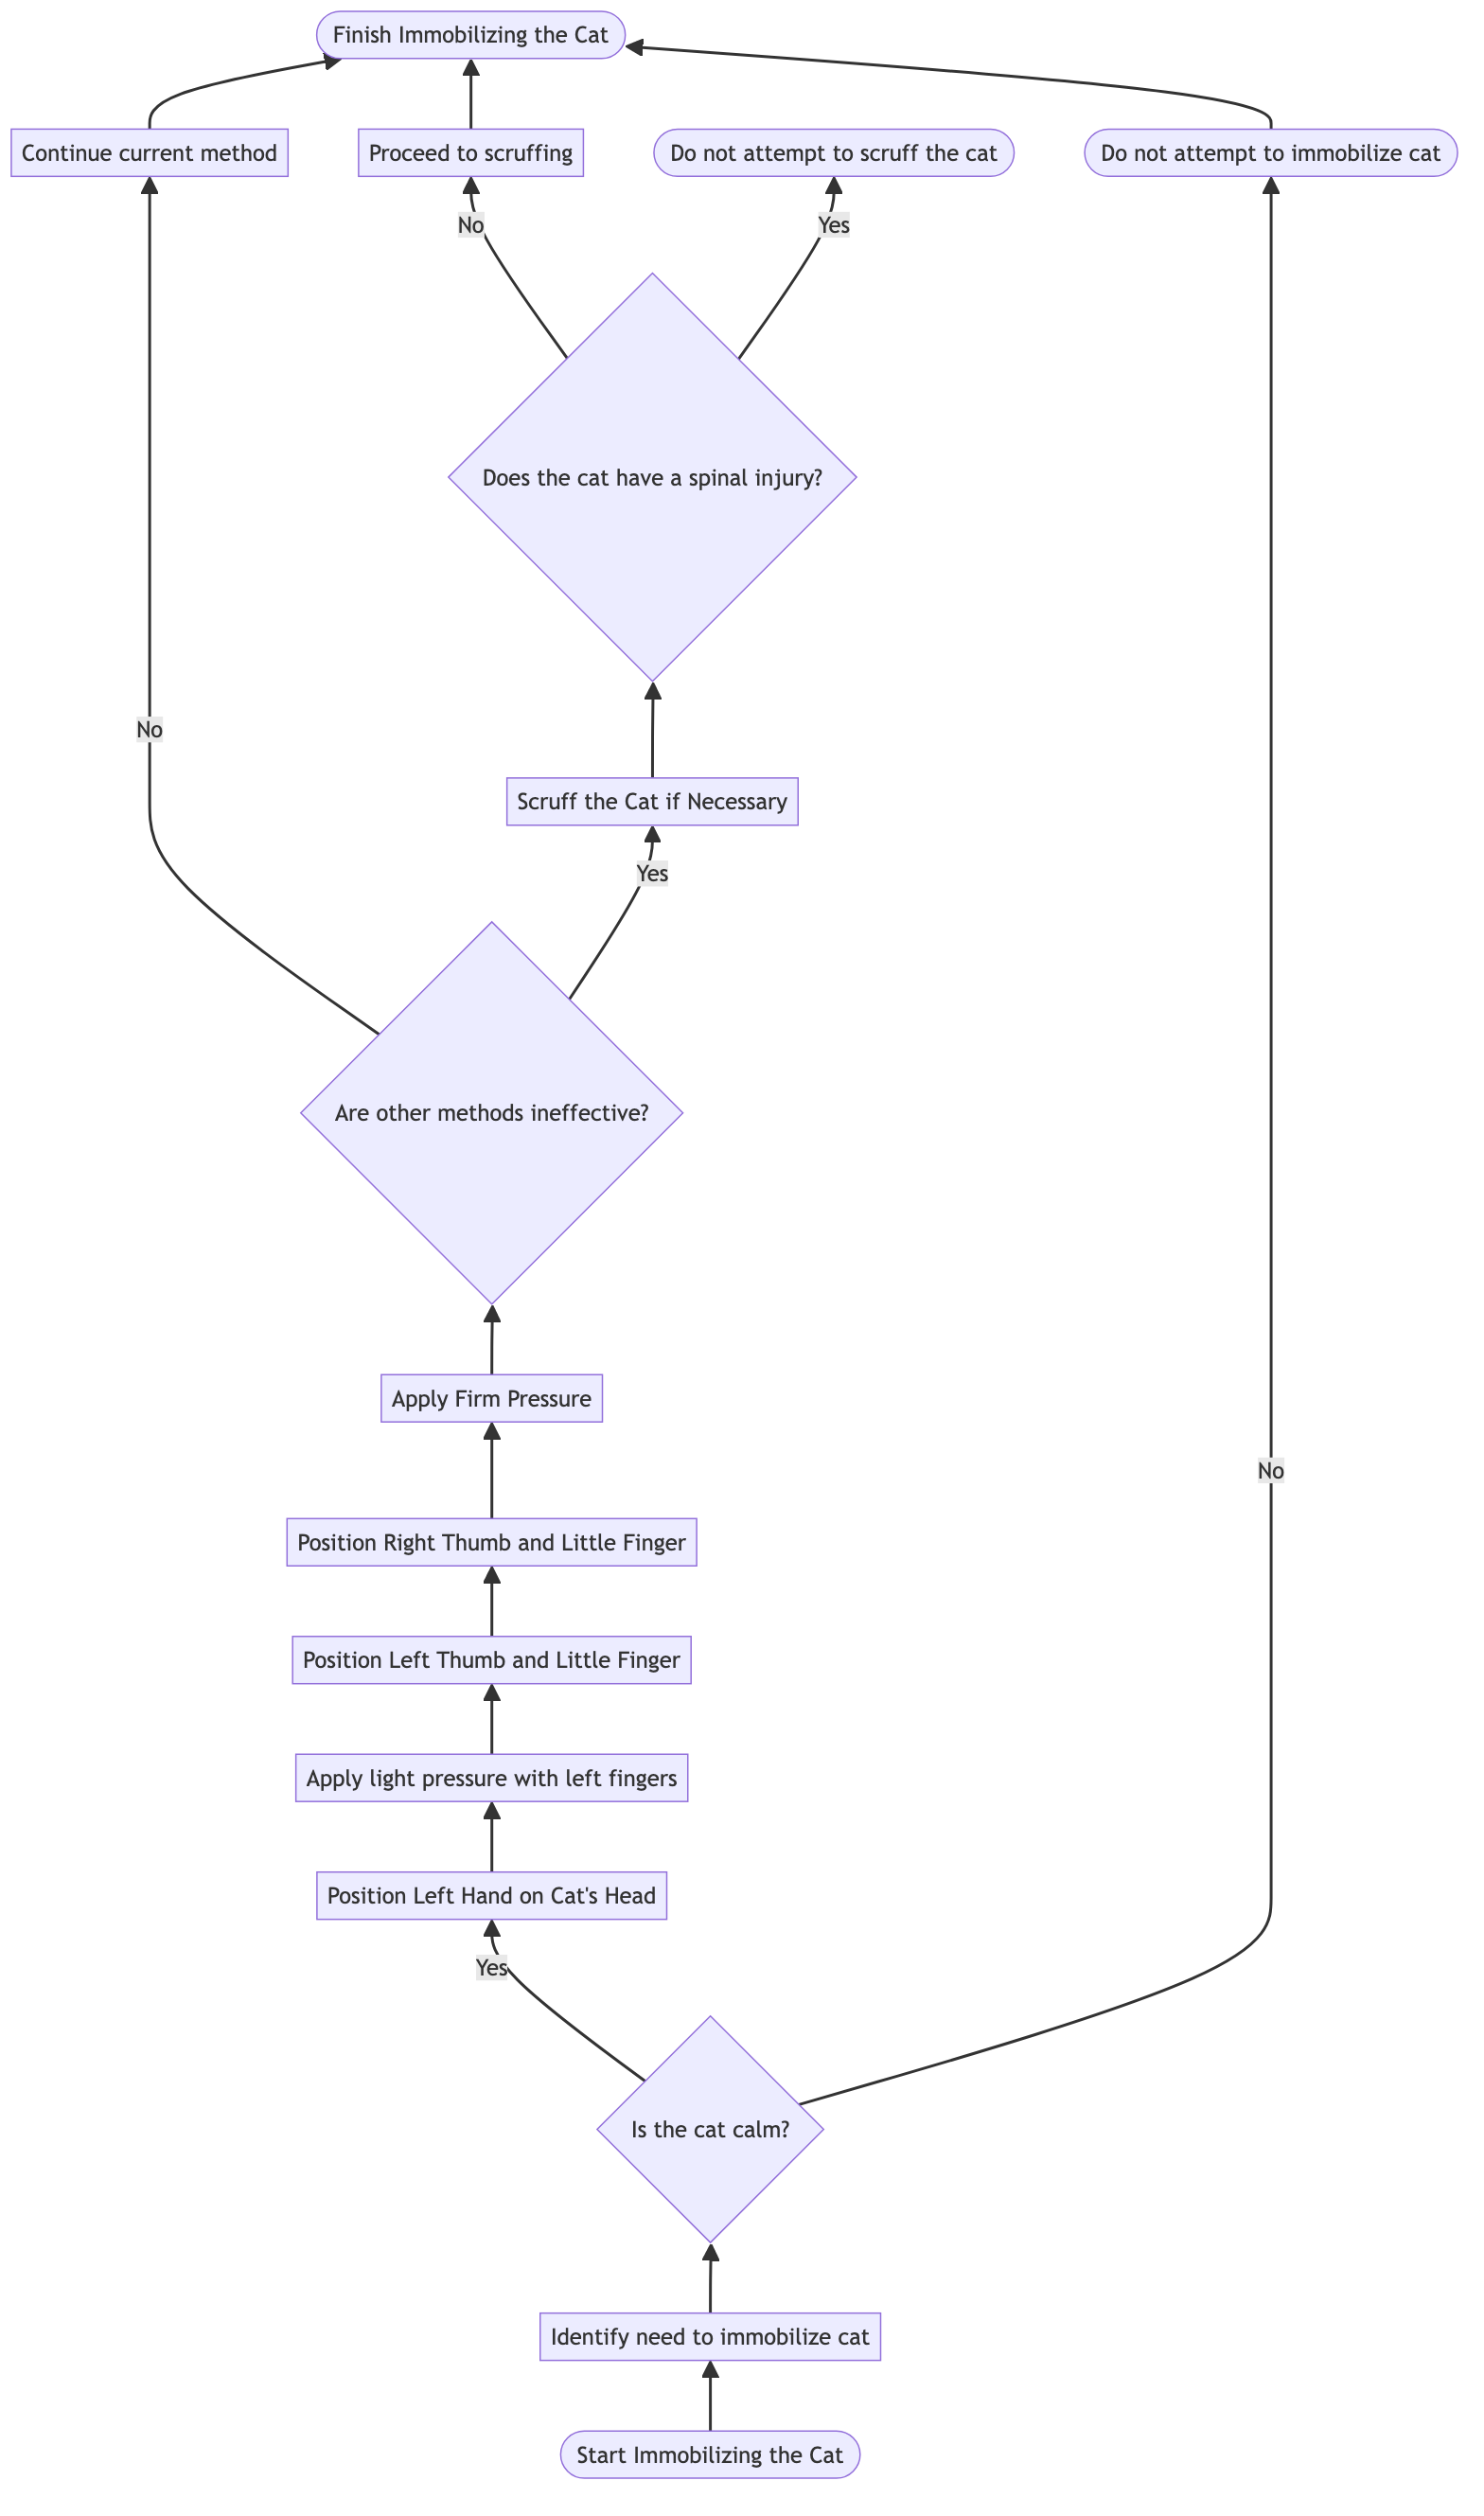 Finish Immobilizing the Cat
Continue current method
Proceed to scruffing
Do not attempt to scruff the cat
Do not attempt to immobilize cat
No
Yes
Does the cat have a spinal injury?
No
Scruff the Cat if Necessary
Yes
Are other methods ineffective?
Apply Firm Pressure
No
Position Right Thumb and Little Finger
Position Left Thumb and Little Finger
Apply light pressure with left fingers
Position Left Hand on Cat's Head
Yes
Is the cat calm?
Identify need to immobilize cat
Start Immobilizing the Cat